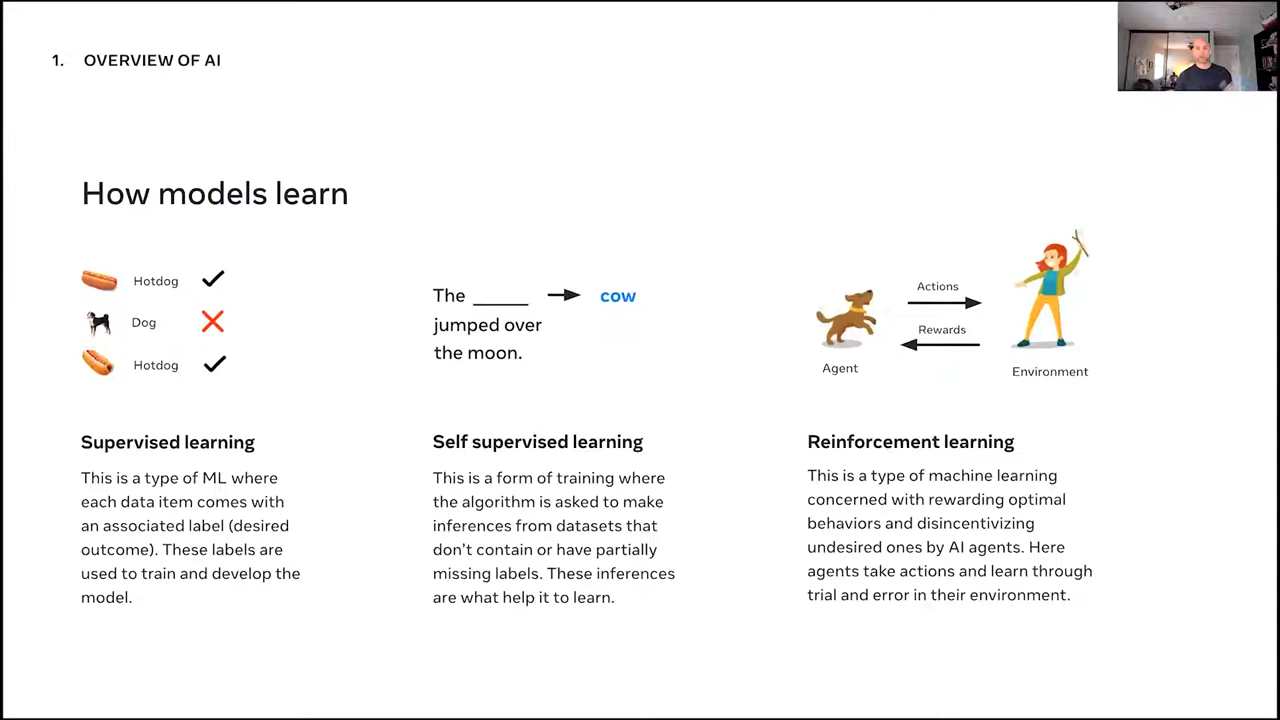 1. OVERVIEW OF AI
How models learn
Hotdog
Dog
Hotdog
The ______ cow
jumped over
the moon.
Actions
Rewards
Agent
Environment
Supervised learning
This is a type of ML where
each data item comes with
an associated label (desired
outcome). These labels are
used to train and develop the
model.
Self supervised learning
This is a form of training where
the algorithm is asked to make
inferences from datasets that
don’t contain or have partially
missing labels. These inferences
are what help it to learn.
Reinforcement learning
This is a type of machine learning
concerned with rewarding optimal
behaviors and disincentivizing
undesired ones by AI agents. Here
agents take actions and learn through
trial and error in their environment.